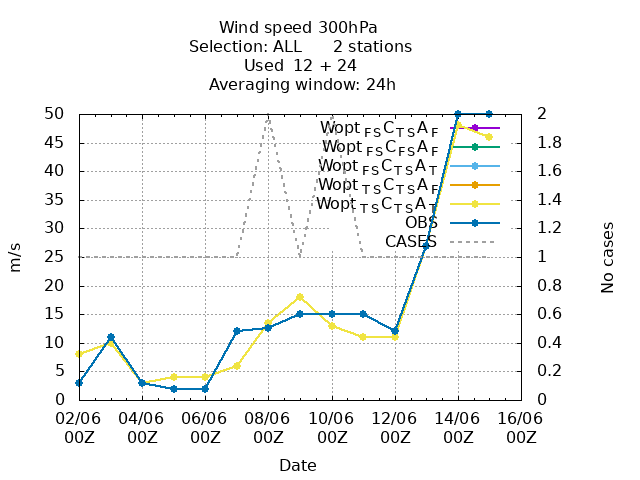 Wind speed 300hPa
Selection: ALL      2 stations
Used  12 + 24
Averaging window: 24h
50
45
40
35
30
25
20
15
10
5
0
m/s
2
1.8
1.6
1.4
1.2
1
0.8
0.6
0.4
0.2
0
No cases
Wopt FS C TS A F
Wopt FS C FS A F
Wopt FS C TS A T
Wopt TS C TS A F
Wopt TS C TS A T
OBS
CASES
02/06 04/06 06/06 08/06 10/06 12/06 14/06 16/06
00Z 00Z 00Z 00Z 00Z 00Z 00Z 00Z
Date